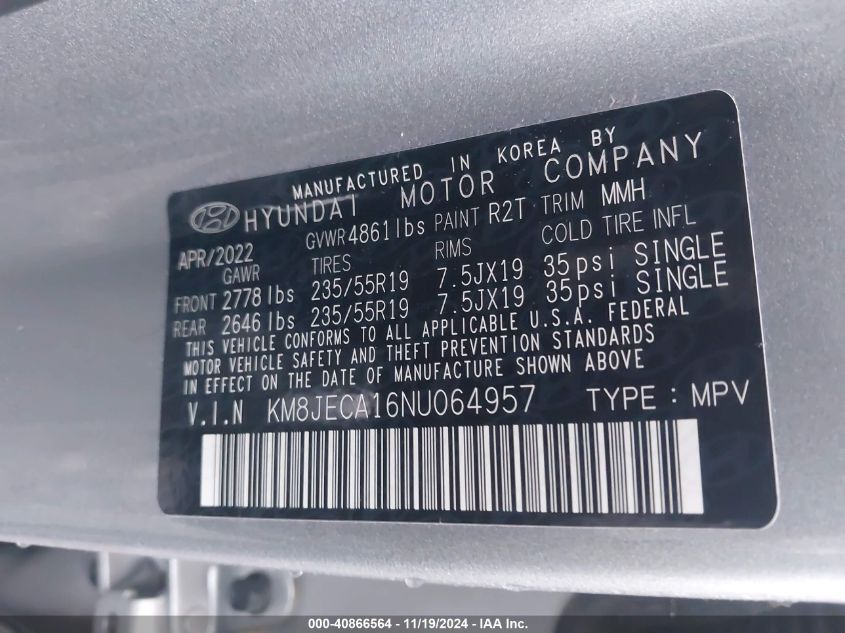 MANUFACTURED IN KOREA BY
HYUNDAI MOTOR COMPANY
APR/2022 GVWR 4861 lbs PAINT R2T TRIM MMH
GAWR TIRES RIMS COLD TIRE INFL
FRONT 2778 lbs 235/55R19 7.5JX19 35psi SINGLE
REAR 2646 lbs 235/55R19 7.5JX19 35psi SINGLE
THIS VEHICLE CONFORMS TO ALL APPLICABLE U.S.A. FEDERAL
MOTOR VEHICLE SAFETY AND THEFT PREVENTION STANDARDS
IN EFFECT ON THE DATE OF MANUFACTURE SHOWN ABOVE
V.I.N KM8JECA16NU064957 TYPE : MPV
000-40866564 - 11/19/2024 - IAA Inc.